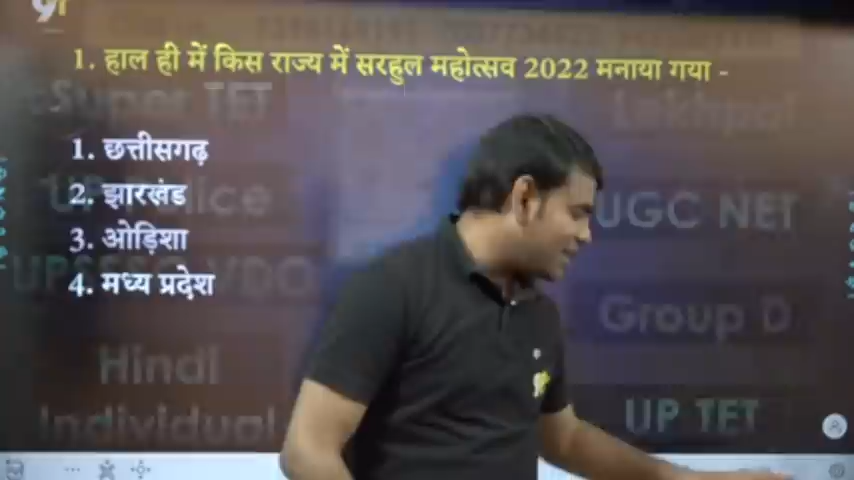 1. हाल ही में किस राज्य में सरहुल महोत्सव 2022 मनाया गया -
Super TET
Lekhpal
1. छत्तीसगढ़
2. झारखंड
UP Police
UGC NET
3. ओड़िशा
UPSSSC VDO
4. मध्य प्रदेश
Group D
Hindi
Individual
UP TET